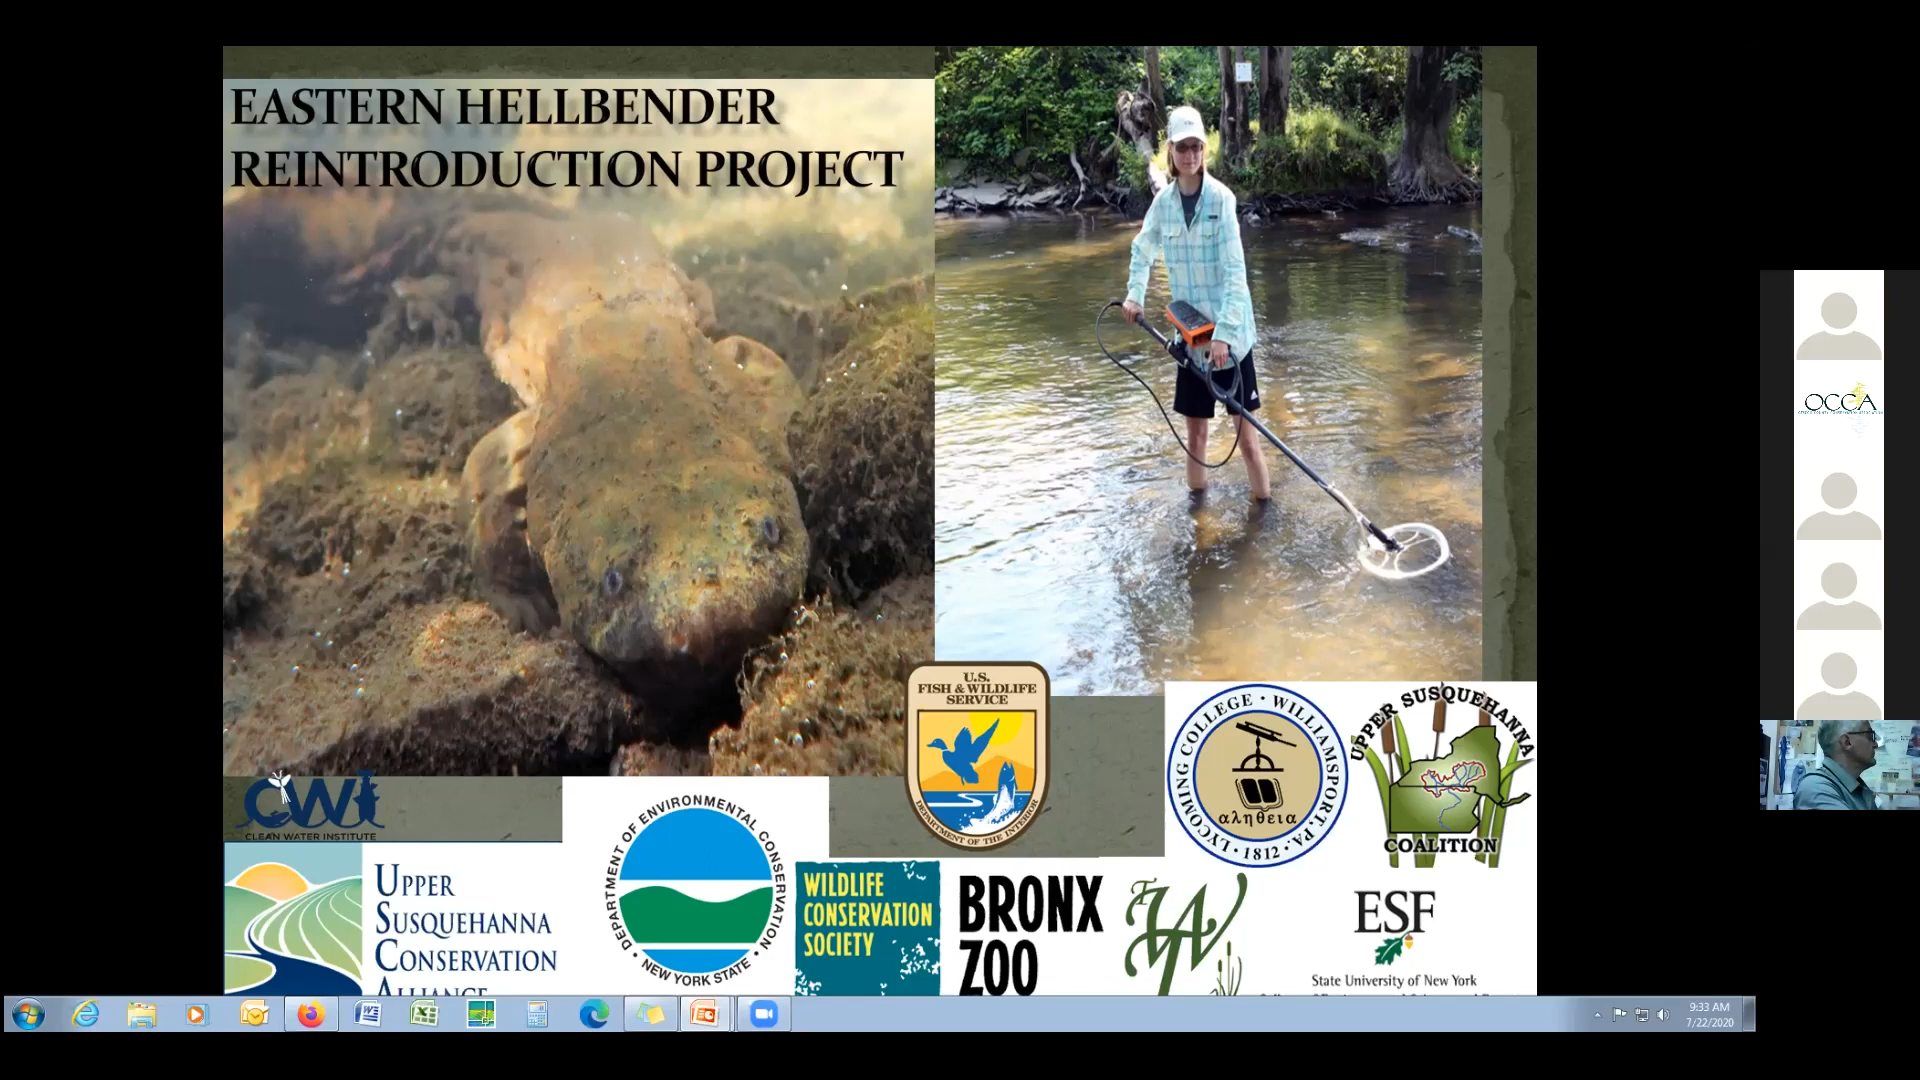 EASTERN HELLBENDER
REINTRODUCTION PROJECT
U.S.
FISH & WILDLIFE
SERVICE
DEPARTMENT OF THE INTERIOR
LYCOMING COLLEGE • WILLIAMSPORT, PA. • 1812 •
αληθεια
UPPER SUSQUEHANNA
COALITION
CWI
CLEAN WATER INSTITUTE
UPPER
SUSQUEHANNA
CONSERVATION
ALLIANCE
DEPARTMENT OF ENVIRONMENTAL CONSERVATION
• NEW YORK STATE •
WILDLIFE
CONSERVATION
SOCIETY
BRONX
ZOO
ESF
State University of New York
OCCA
9:33 AM
7/22/2020